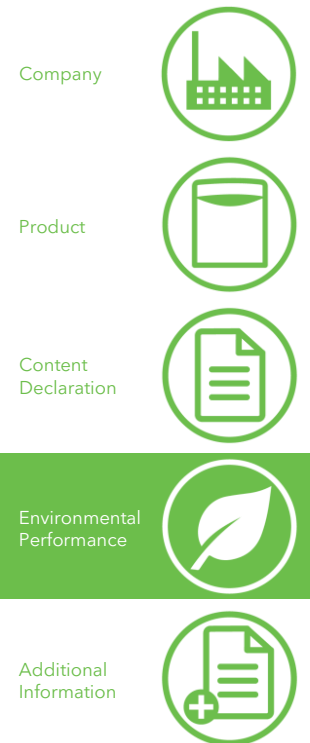 Company
Product
Content
Declaration
Environmental
Performance
Additional
Information